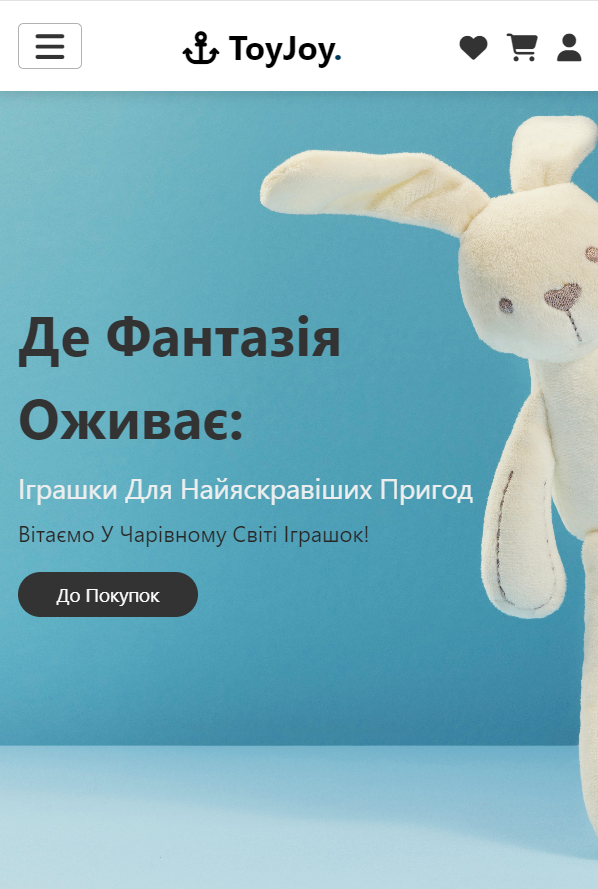 ToyJoy.
Де Фантазія
Оживає:
Іграшки Для Найяскравіших Пригод
Вітаємо У Чарівному Світі Іграшок!
До Покупок